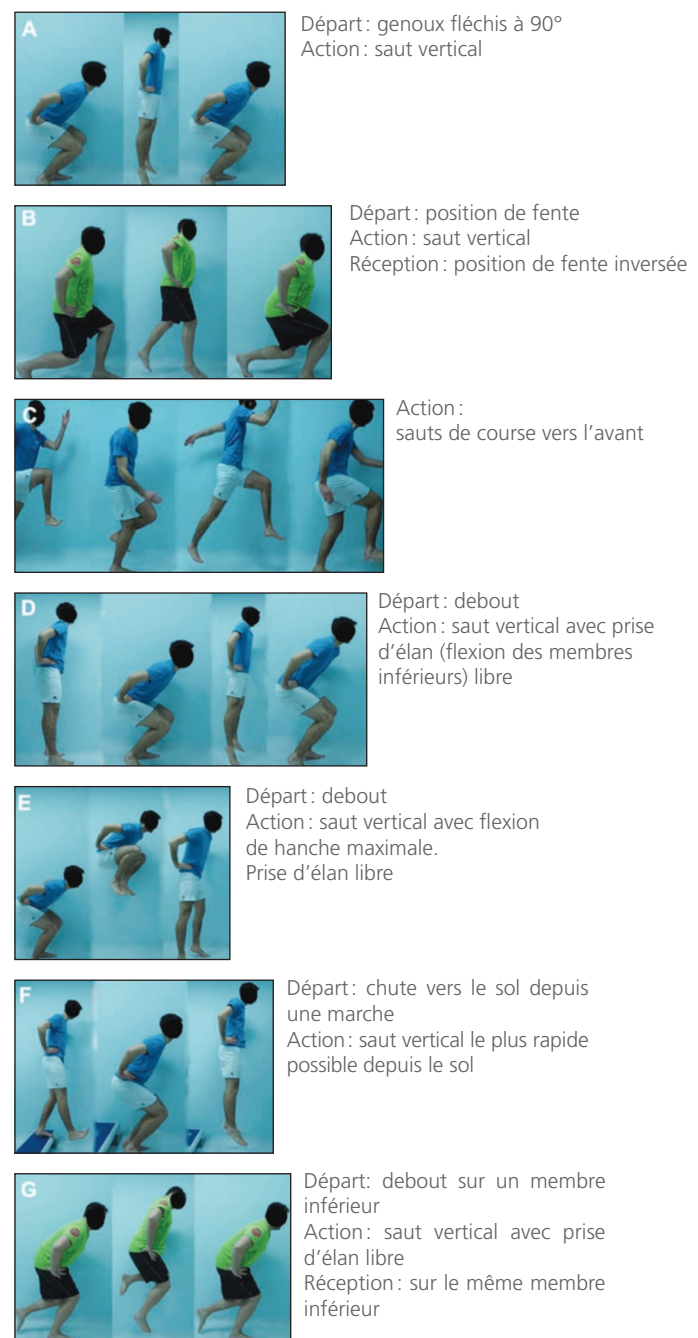 A
Départ : genoux fléchis à 90°
Action : saut vertical
B
Départ : position de fente
Action : saut vertical
Réception : position de fente inversée
C
Action :
sauts de course vers l’avant
D
Départ : debout
Action : saut vertical avec prise
d’élan (flexion des membres
inférieurs) libre
E
Départ : debout
Action : saut vertical avec flexion
de hanche maximale.
Prise d’élan libre
F
Départ : chute vers le sol depuis
une marche
Action : saut vertical le plus rapide
possible depuis le sol
G
Départ: debout sur un membre
inférieur
Action : saut vertical avec prise
d’élan libre
Réception : sur le même membre
inférieur